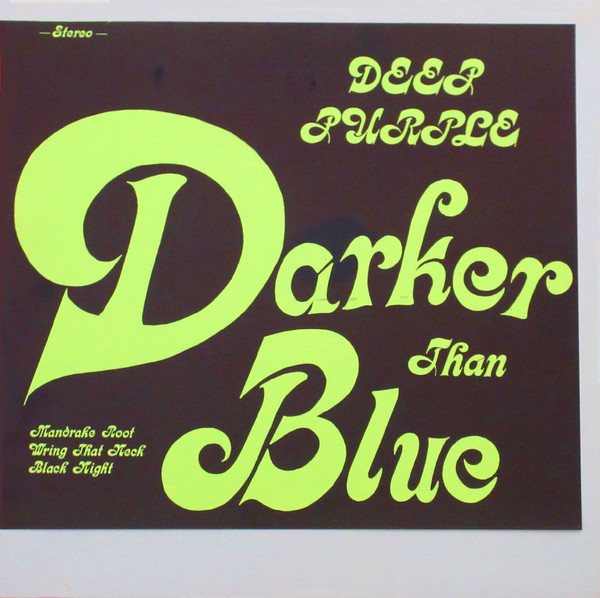 —Stereo—
DEEP
PURPLE
Darker
Than
Blue
Mandrake Root
Wring That Neck
Black Night